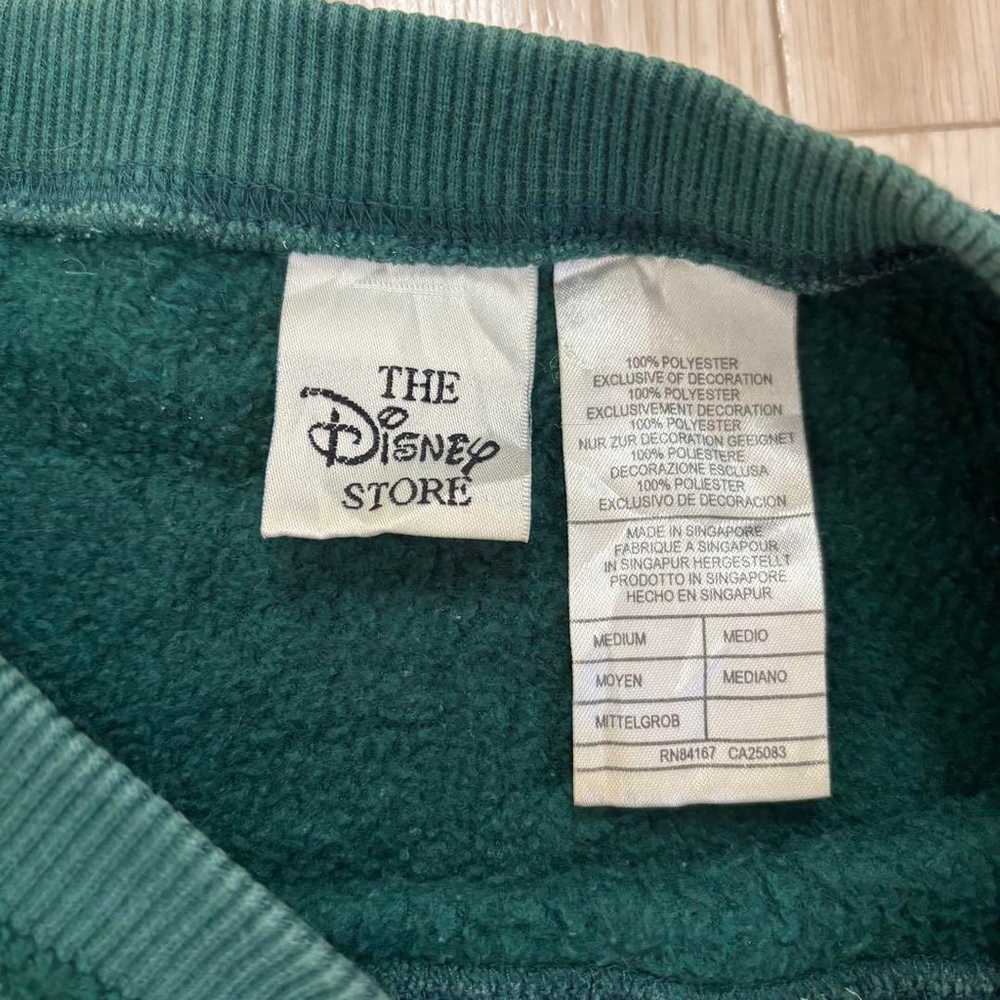 THE
Disney
STORE
100% POLYESTER
EXCLUSIVE OF DECORATION
100% POLYESTER
EXCLUSIVEMENT DECORATION
100% POLYESTER
NUR ZUR DECORATION GEEIGNET
100% POLIESTERE
DECORAZIONE ESCLUSA
100% POLIESTER
EXCLUSIVO DE DECORACION
MADE IN SINGAPORE
FABRIQUE A SINGAPOUR
IN SINGAPUR HERGESTELLT
PRODOTTO IN SINGAPORE
HECHO EN SINGAPUR
MEDIUM MEDIO
MOYEN MEDIANO
MITTELGROB
RN84167 CA25083